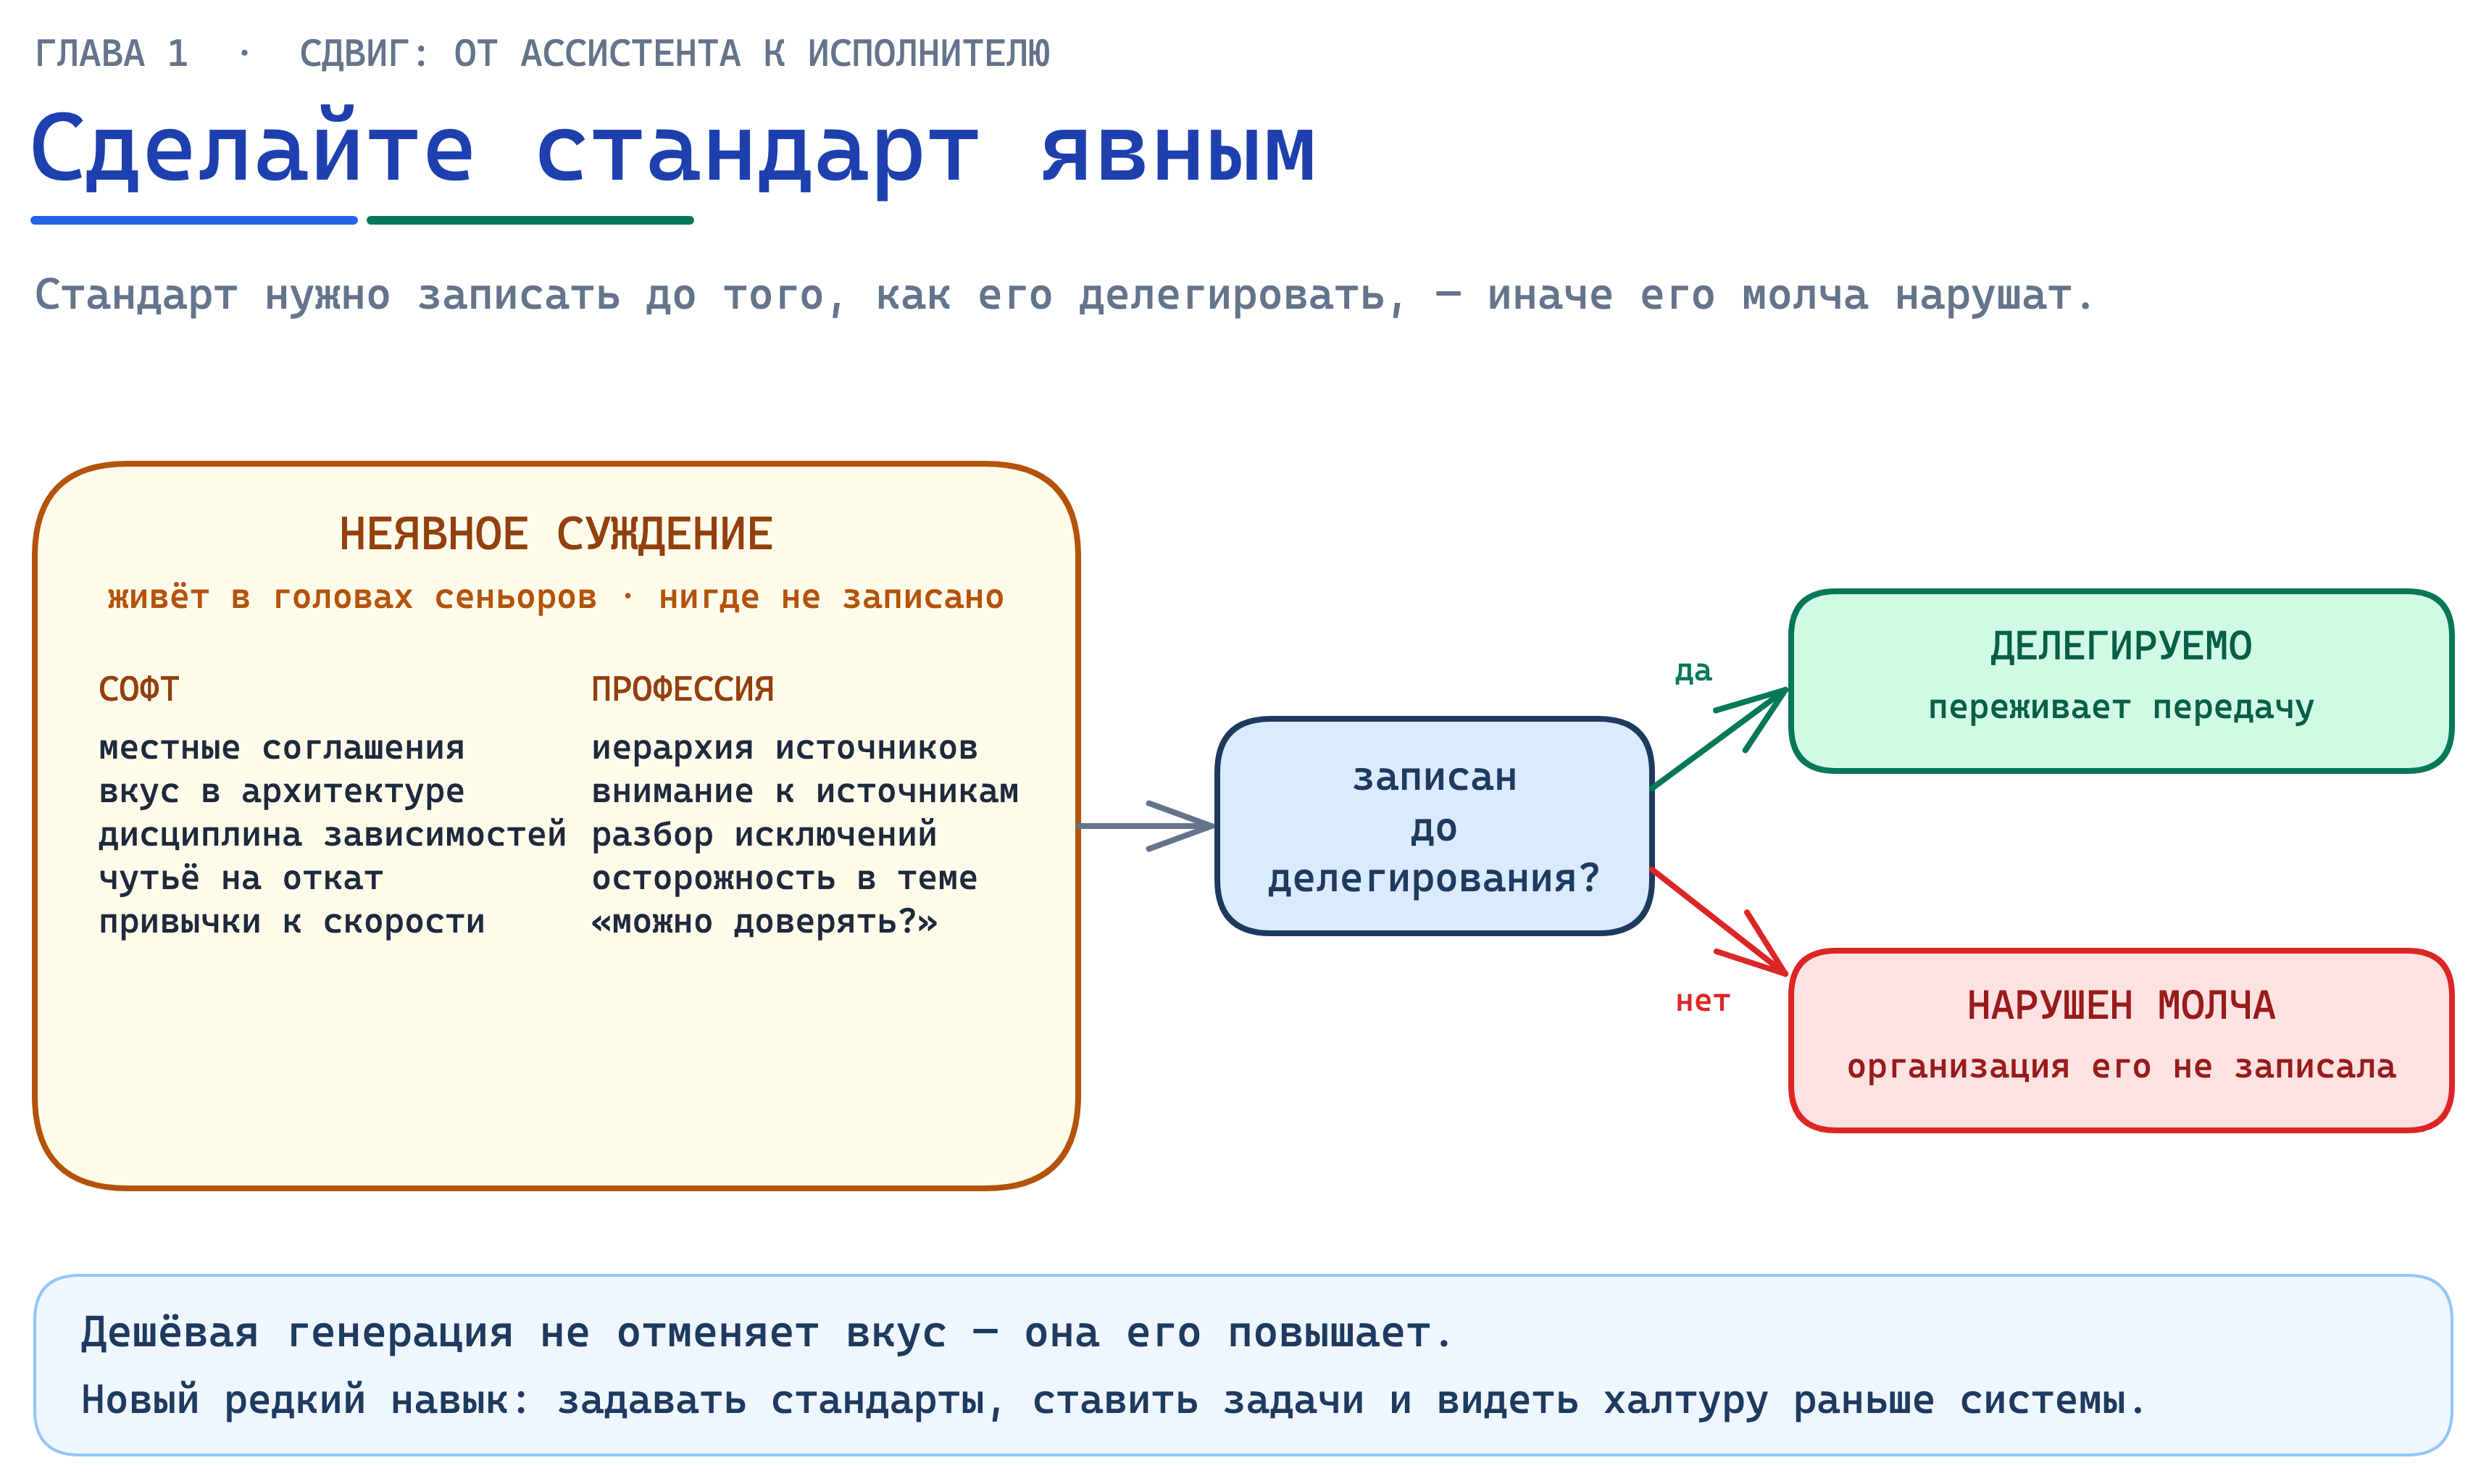 ГЛАВА 1 · СДВИГ: ОТ АССИСТЕНТА К ИСПОЛНИТЕЛЮ
Сделайте стандарт явным
Стандарт нужно записать до того, как его делегировать, — иначе его молча нарушат.
НЕЯВНОЕ СУЖДЕНИЕ
живёт в головах сеньоров · нигде не записано
СОФТ
местные соглашения
вкус в архитектуре
дисциплина зависимостей
чутьё на откат
привычки к скорости
ПРОФЕССИЯ
иерархия источников
внимание к источникам
разбор исключений
осторожность в теме
«можно доверять?»
записан
до
делегирования?
да
ДЕЛЕГИРУЕМО
переживает передачу
нет
НАРУШЕН МОЛЧА
организация его не записала
Дешёвая генерация не отменяет вкус — она его повышает.
Новый редкий навык: задавать стандарты, ставить задачи и видеть халтуру раньше системы.